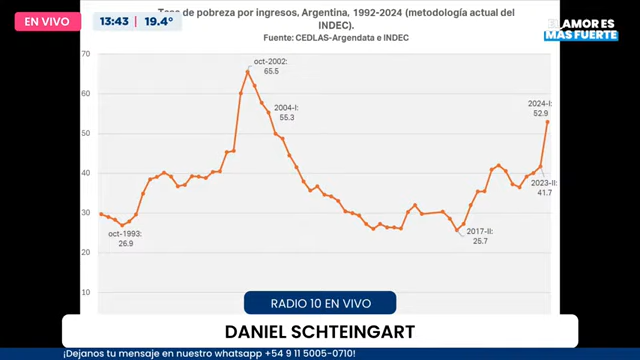 EN VIVO
13:43
19.4°
Tasa de pobreza por ingresos, Argentina, 1992-2024 (metodología actual del
INDEC).
Fuente: CEDLAS-Argendata e INDEC
EL AMOR ES
MÁS FUERTE
70
60
50
40
30
20
10
oct-1993:
26.9
oct-2002:
65.5
2004-I:
55.3
2017-II:
25.7
2024-I:
52.9
2023-II:
41.7
RADIO 10 EN VIVO
DANIEL SCHTEINGART
¡Dejanos tu mensaje en nuestro whatsapp +54 9 11 5005-0710!